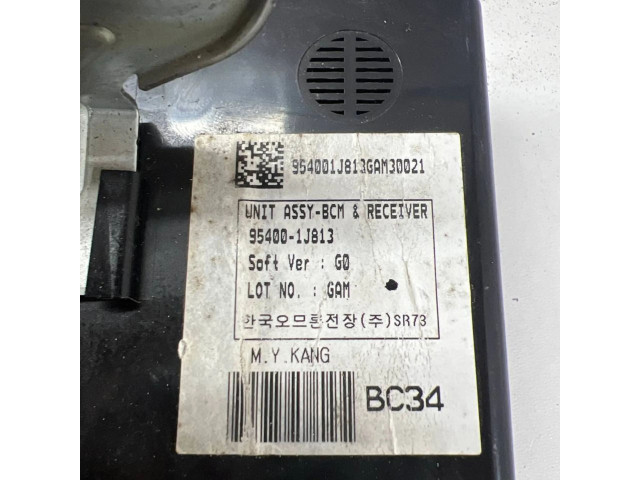 954001J813GAM30021
UNIT ASSY-BCM & RECEIVER
95400-1J813
Soft Ver : G0
LOT NO. : GAM
한국오므론전장(주)SR73
M.Y.KANG
BC34